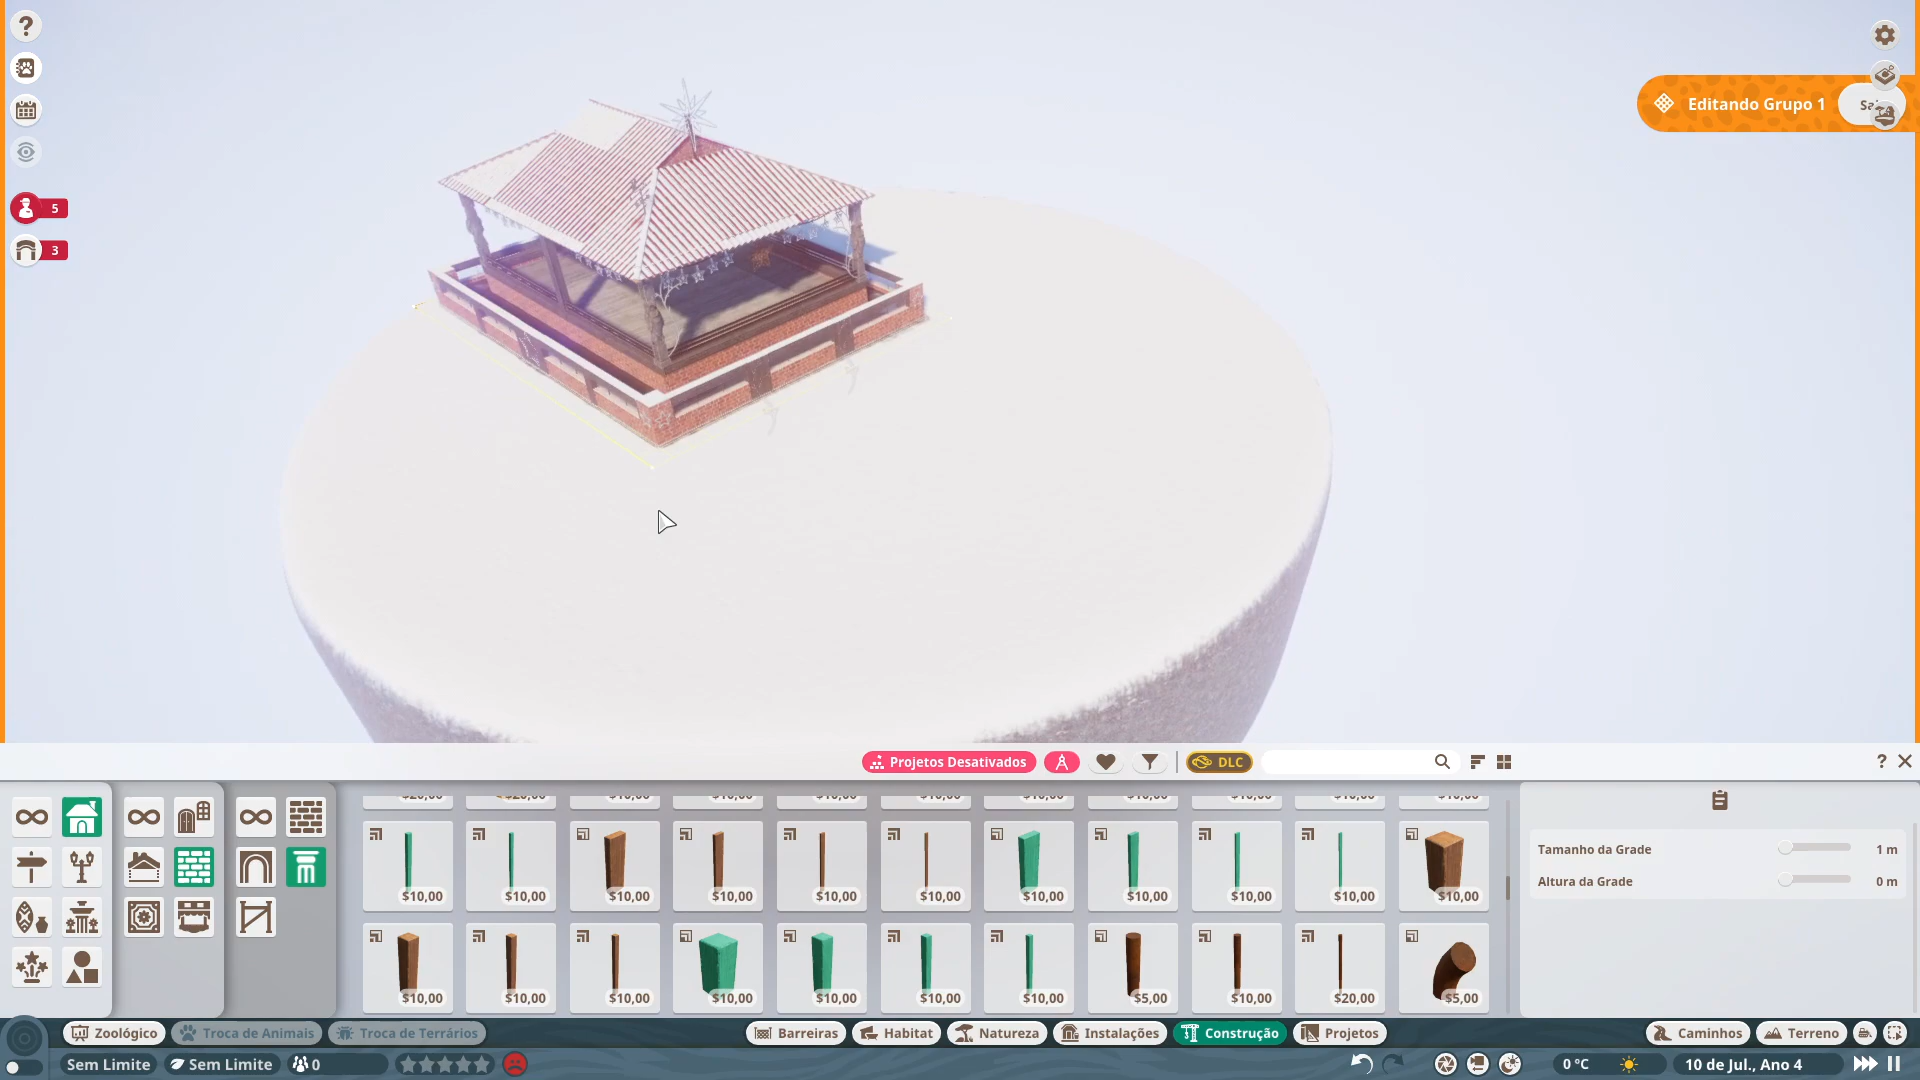 ?
5
3
Editando Grupo 1
Projetos Desativados
DLC
?
$10,00 $10,00 $10,00 $10,00 $10,00 $10,00 $10,00 $10,00 $10,00 $10,00 $10,00
$10,00 $10,00 $10,00 $10,00 $10,00 $10,00 $10,00 $5,00 $10,00 $20,00 $5,00
Tamanho da Grade 1 m
Altura da Grade 0 m
Zoológico Troca de Animais Troca de Terrários Barreiras Habitat Natureza Instalações Construção Projetos Caminhos Terreno
Sem Limite Sem Limite 0 0 °C 10 de Jul., Ano 4